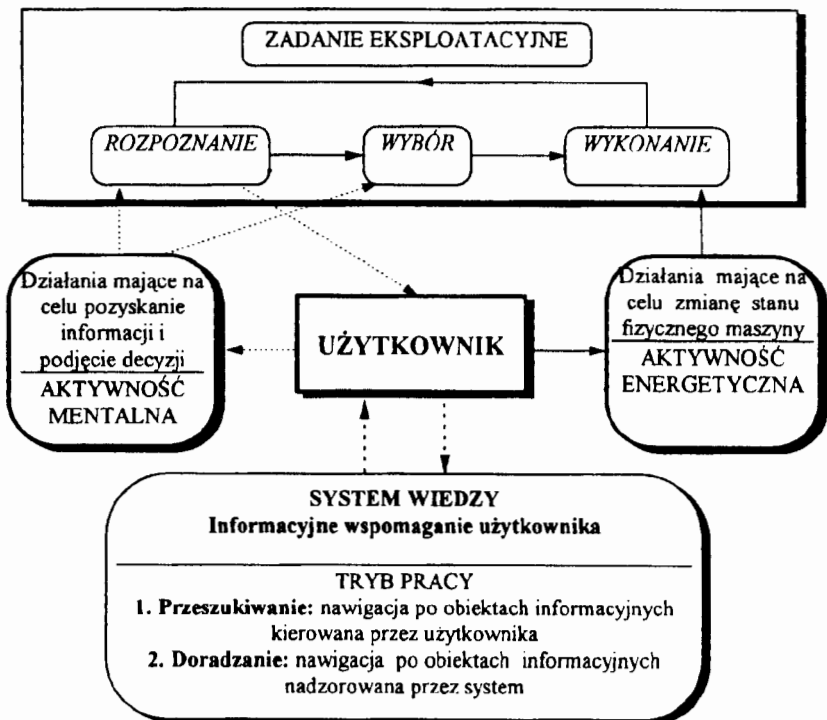 ZADANIE EKSPLOATACYJNE
ROZPOZNANIE
WYBÓR
WYKONANIE
Działania mające na
celu pozyskanie
informacji i
podjęcie decyzji
AKTYWNOŚĆ
MENTALNA
UŻYTKOWNIK
Działania mające na
celu zmianę stanu
fizycznego maszyny
AKTYWNOŚĆ
ENERGETYCZNA
SYSTEM WIEDZY
Informacyjne wspomaganie użytkownika
TRYB PRACY
1. Przeszukiwanie: nawigacja po obiektach informacyjnych
kierowana przez użytkownika
2. Doradzanie: nawigacja po obiektach informacyjnych
nadzorowana przez system